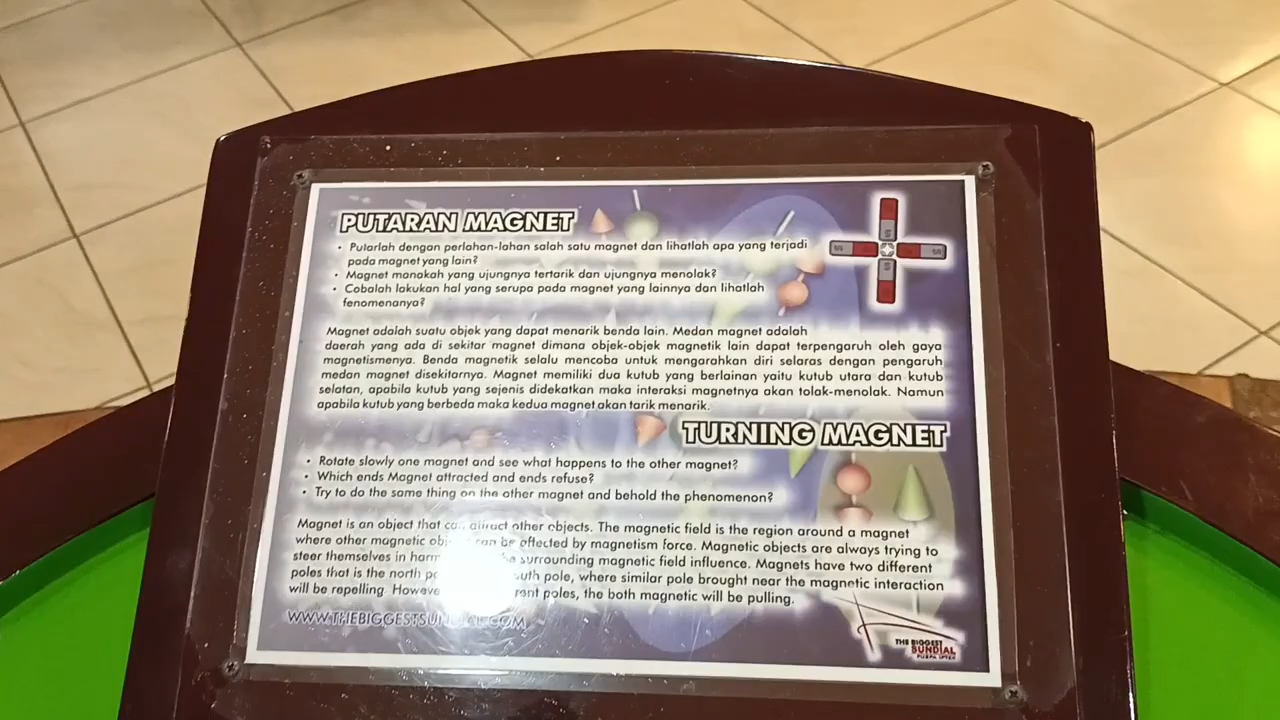 PUTARAN MAGNET
• Putarlah dengan perlahan-lahan salah satu magnet dan lihatlah apa yang terjadi
pada magnet yang lain?
• Magnet manakah yang ujungnya tertarik dan ujungnya menolak?
• Cobalah lakukan hal yang serupa pada magnet yang lainnya dan lihatlah
fenomenanya?
Magnet adalah suatu objek yang dapat menarik benda lain. Medan magnet adalah
daerah yang ada di sekitar magnet dimana objek-objek magnetik lain dapat terpengaruh oleh gaya
magnetismenya. Benda magnetik selalu mencoba untuk mengarahkan diri selaras dengan pengaruh
medan magnet disekitarnya. Magnet memiliki dua kutub yang berlainan yaitu kutub utara dan kutub
selatan, apabila kutub yang sejenis didekatkan maka interaksi magnetnya akan tolak-menolak. Namun
apabila kutub yang berbeda maka kedua magnet akan tarik menarik.
TURNING MAGNET
• Rotate slowly one magnet and see what happens to the other magnet?
• Which ends Magnet attracted and ends refuse?
• Try to do the same thing on the other magnet and behold the phenomenon?
Magnet is an object that can attract other objects. The magnetic field is the region around a magnet
where other magnetic can be affected by magnetism force. Magnetic objects are always trying to
steer themselves in surrounding magnetic field influence. Magnets have two different
poles that is the north pole, where similar pole brought near the magnetic interaction
will be repelling. poles, the both magnetic will be pulling.
WWW.THEBIGGESTSUNDIAL.COM
THE BIGGEST
SUNDIAL
PUSPA IPTEK